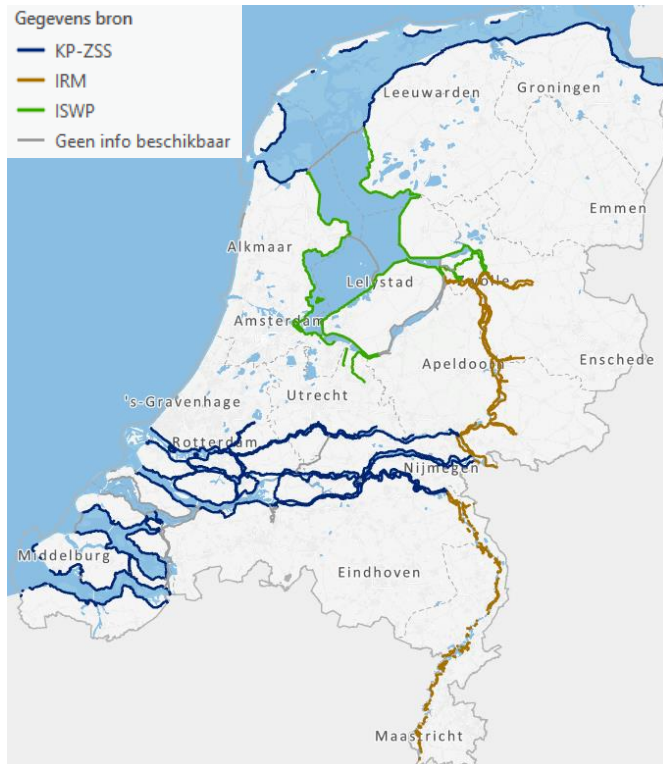 Gegevens bron
KP-ZSS
IRM
ISWP
Geen info beschikbaar
Leeuwarden
Groningen
Emmen
Alkmaar
Lelystad
Zwolle
Amsterdam
Apeldoorn
Enschede
Utrecht
's-Gravenhage
Rotterdam
Nijmegen
Middelburg
Eindhoven
Maastricht